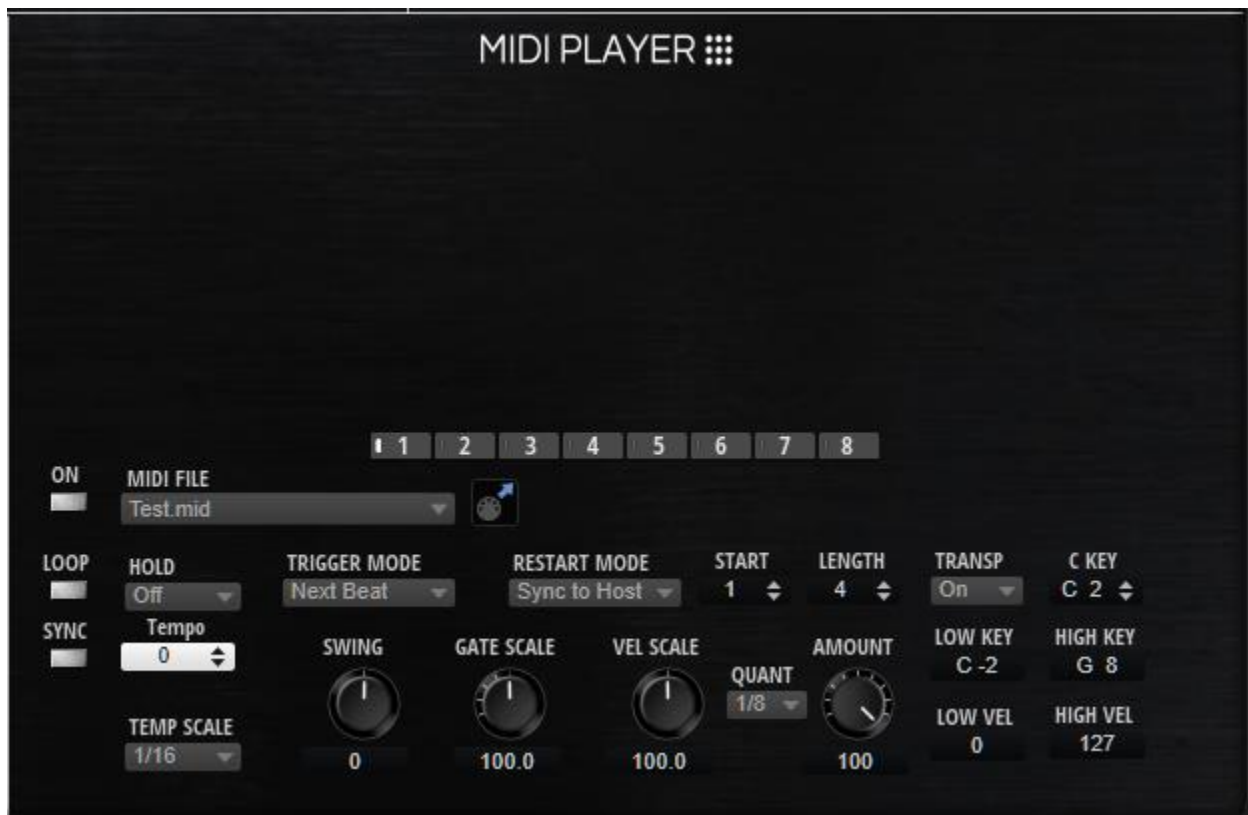 MIDI PLAYER
1 2 3 4 5 6 7 8
ON
MIDI FILE
Test.mid
LOOP
HOLD
Off
TRIGGER MODE
Next Beat
RESTART MODE
Sync to Host
START
1
LENGTH
4
TRANSP
On
C KEY
C 2
SYNC
Tempo
0
SWING
0
GATE SCALE
100.0
VEL SCALE
100.0
QUANT
1/8
AMOUNT
100
LOW KEY
C -2
HIGH KEY
G 8
TEMP SCALE
1/16
LOW VEL
0
HIGH VEL
127